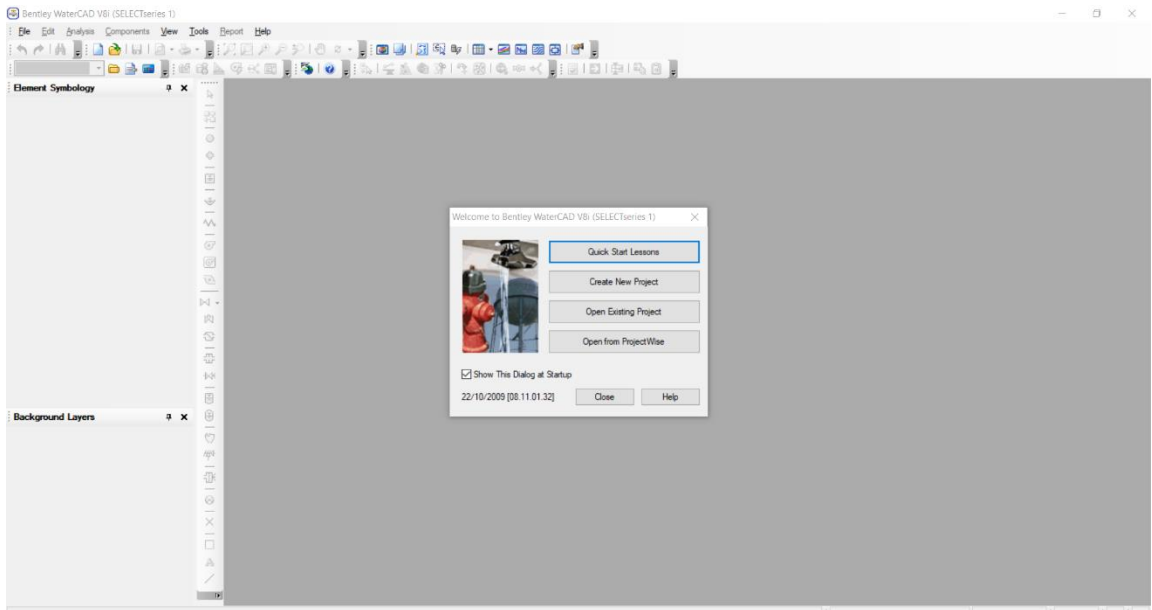 Bentley WaterCAD V8i (SELECTseries 1)
File Edit Analysis Components View Tools Report Help
Element Symbology
Welcome to Bentley WaterCAD V8i (SELECTseries 1)
Quick Start Lessons
Create New Project
Open Existing Project
Open from ProjectWise
Show This Dialog at Startup
22/10/2009 [08.11.01.32]
Close
Help
Background Layers